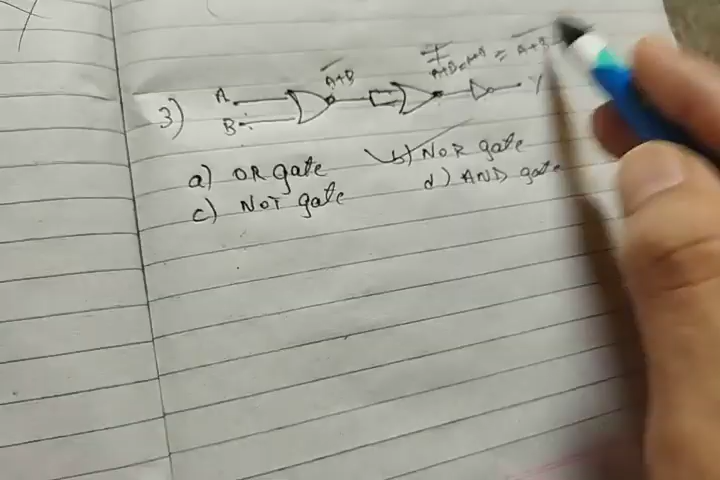 3) A B A̅+̅B̅ = A̅+̅B̅ Y
a) OR gate b) NOR gate
c) NOT gate d) AND gate